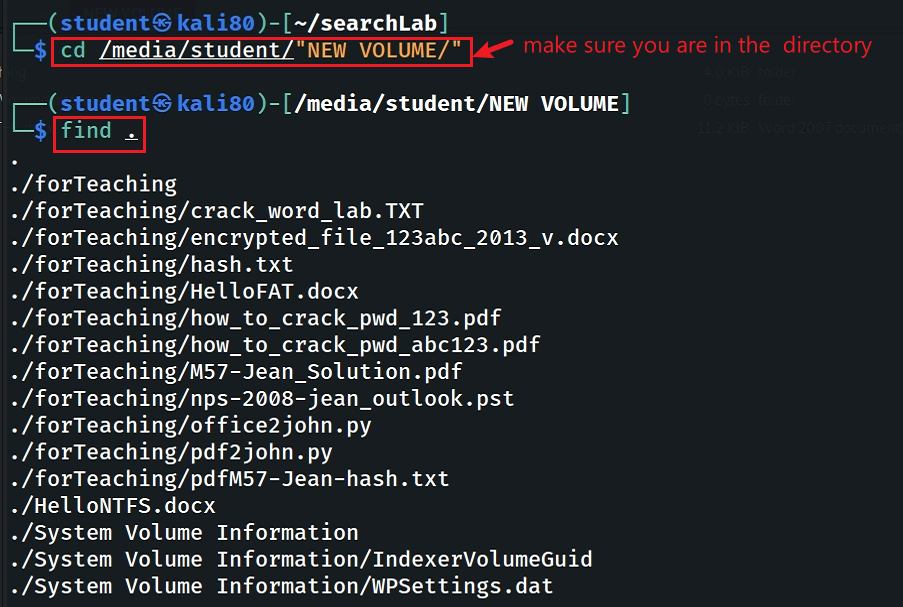 (student㉿kali80)-[~/searchLab]
$ cd /media/student/"NEW VOLUME/"
make sure you are in the directory
(student㉿kali80)-[/media/student/NEW VOLUME]
$ find .
.
./forTeaching
./forTeaching/crack_word_lab.TXT
./forTeaching/encrypted_file_123abc_2013_v.docx
./forTeaching/hash.txt
./forTeaching/HelloFAT.docx
./forTeaching/how_to_crack_pwd_123.pdf
./forTeaching/how_to_crack_pwd_abc123.pdf
./forTeaching/M57-Jean_Solution.pdf
./forTeaching/nps-2008-jean_outlook.pst
./forTeaching/office2john.py
./forTeaching/pdf2john.py
./forTeaching/pdfM57-Jean-hash.txt
./HelloNTFS.docx
./System Volume Information
./System Volume Information/IndexerVolumeGuid
./System Volume Information/WPSettings.dat